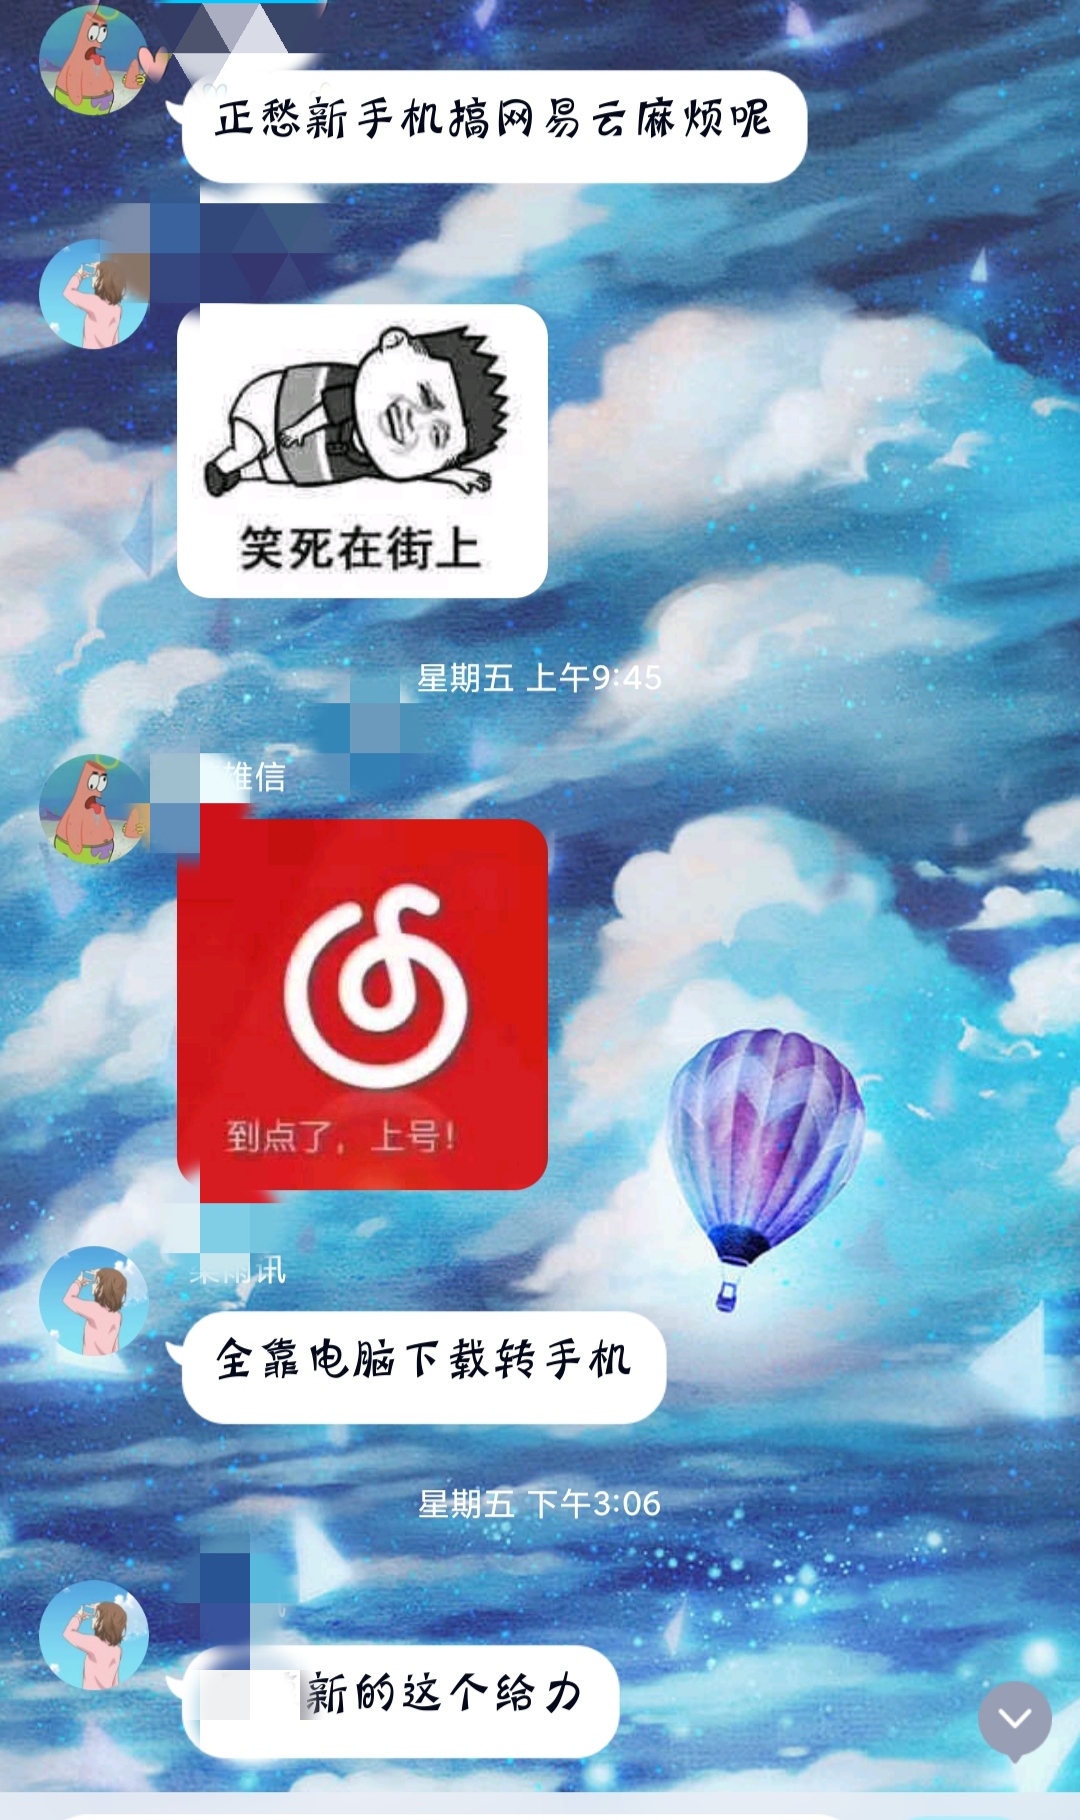 正愁新手机搞网易云麻烦呢
笑死在街上
星期五 上午9:45
雄信
到点了，上号！
雨讯
全靠电脑下载转手机
星期五 下午3:06
新的这个给力